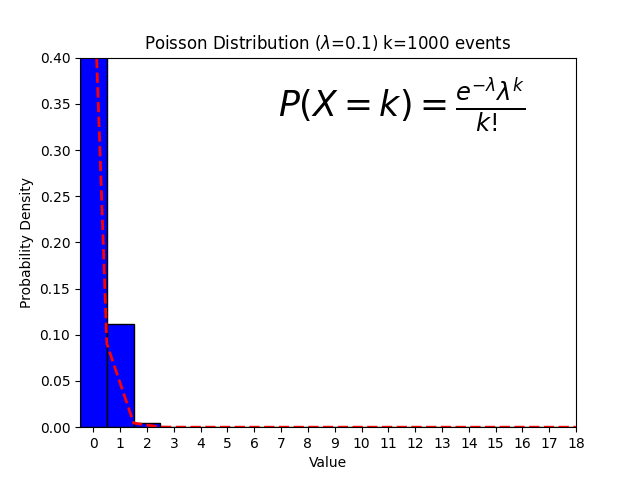 Poisson Distribution (λ=0.1) k=1000 events
P(X = k) = e^{-λ}λ^k / k!
0.40
0.35
0.30
0.25
0.20
0.15
0.10
0.05
0.00
Probability Density
0 1 2 3 4 5 6 7 8 9 10 11 12 13 14 15 16 17 18
Value